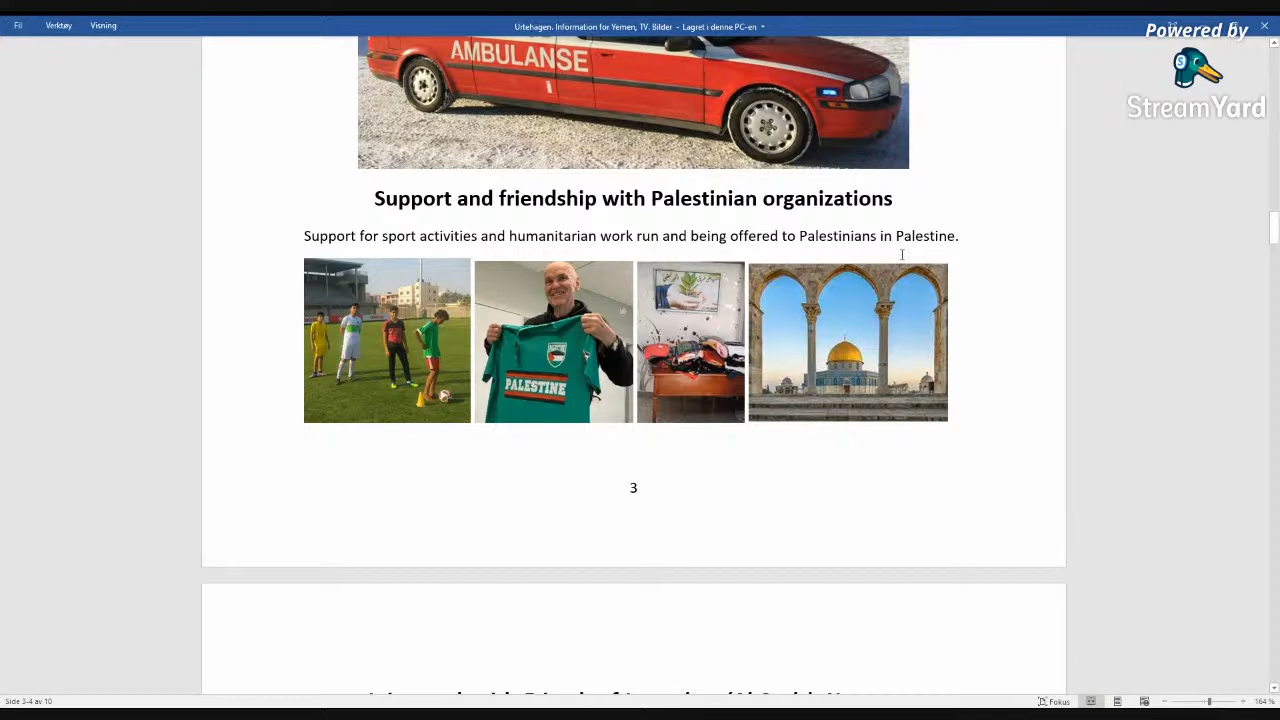 Fil Verktøy Visning
Urtehagen. Information for Yemen, TV. Bilder - Lagret i denne PC-en
Powered by
StreamYard
AMBULANSE
Support and friendship with Palestinian organizations
Support for sport activities and humanitarian work run and being offered to Palestinians in Palestine.
PALESTINE
3
Side 3-4 av 10
Fokus
164 %